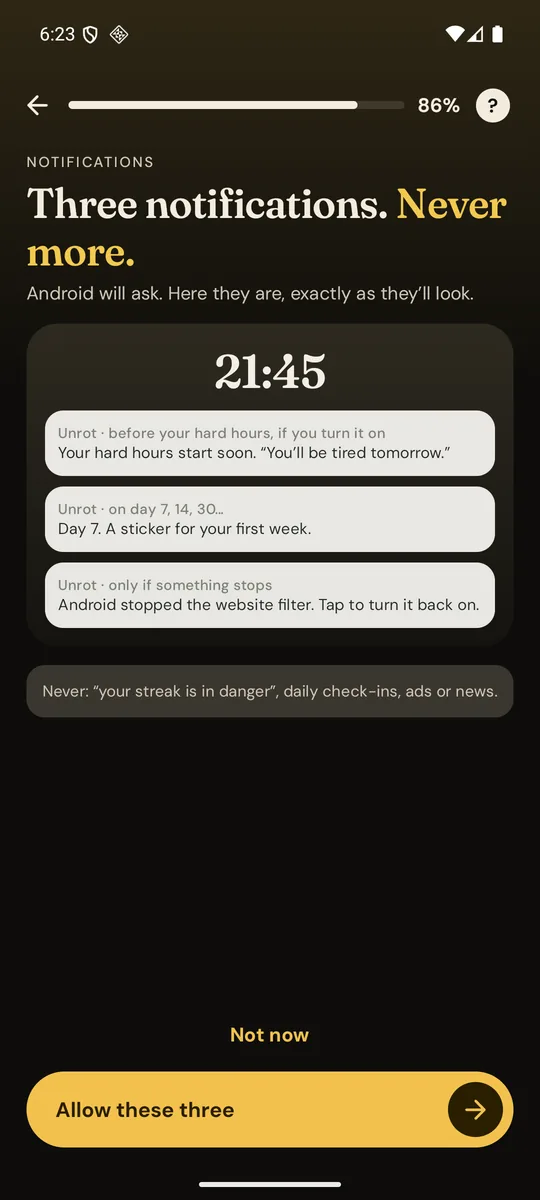 6:23
86%
?
NOTIFICATIONS
Three notifications. Never
more.
Android will ask. Here they are, exactly as they’ll look.
21:45
Unrot · before your hard hours, if you turn it on
Your hard hours start soon. “You’ll be tired tomorrow.”
Unrot · on day 7, 14, 30…
Day 7. A sticker for your first week.
Unrot · only if something stops
Android stopped the website filter. Tap to turn it back on.
Never: “your streak is in danger”, daily check-ins, ads or news.
Not now
Allow these three